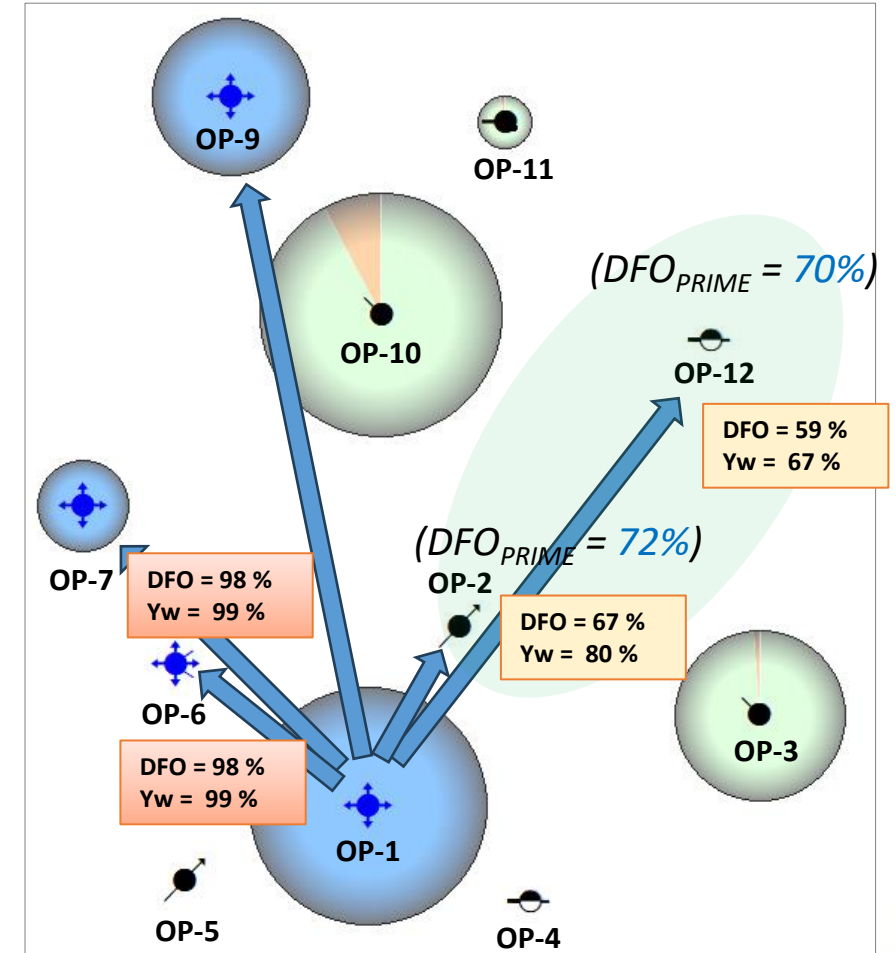 OP-9
OP-11
(DFO_PRIME = 70%)
OP-10
OP-12
DFO = 59 %
Yw = 67 %
(DFO_PRIME = 72%)
OP-7
OP-2
DFO = 98 %
Yw = 99 %
DFO = 67 %
Yw = 80 %
OP-6
OP-3
DFO = 98 %
Yw = 99 %
OP-1
OP-5
OP-4